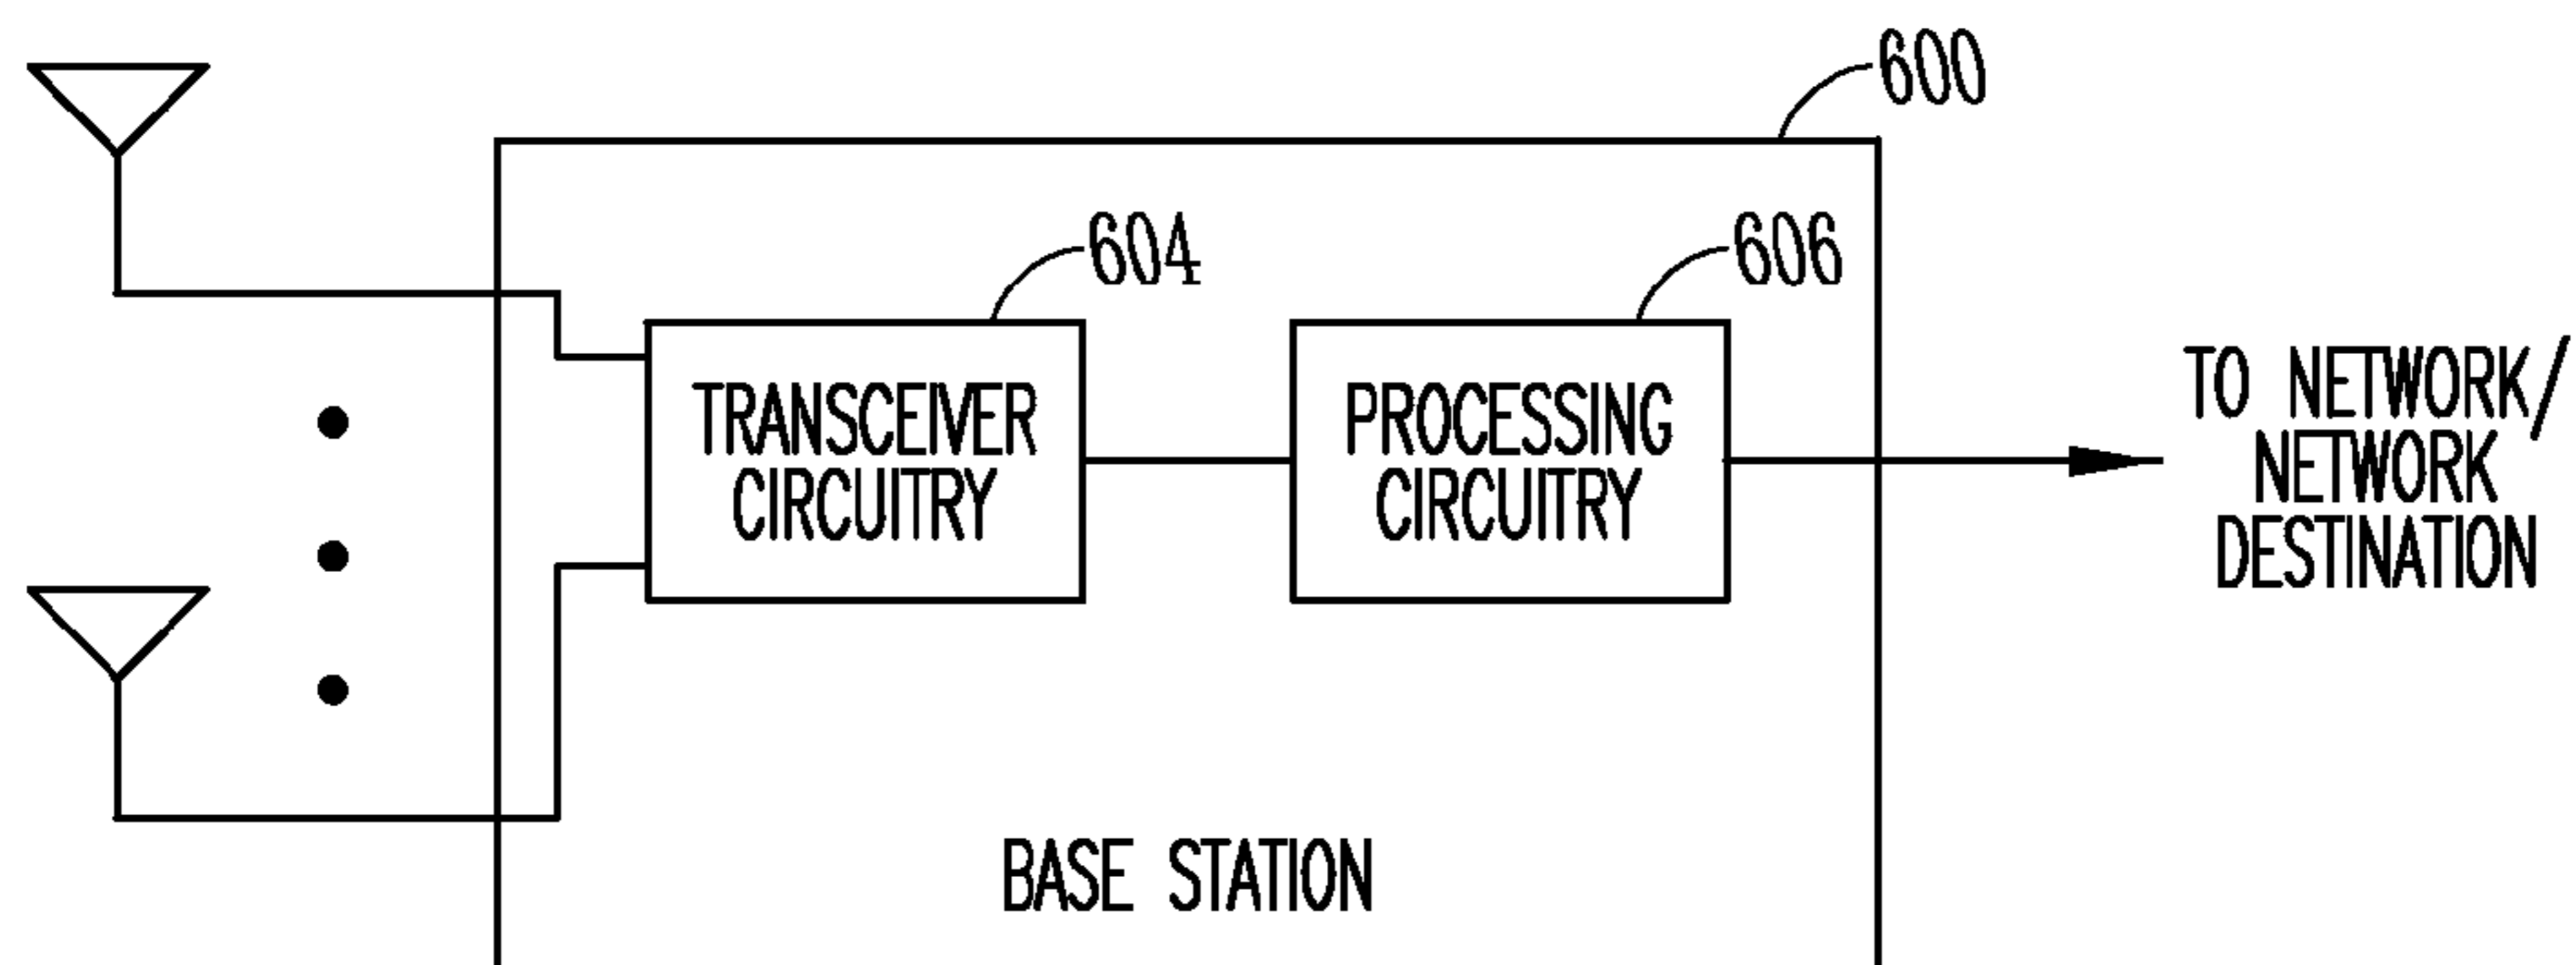 600
604
606
TRANSCEIVER
CIRCUITRY
PROCESSING
CIRCUITRY
TO NETWORK/
NETWORK
DESTINATION
BASE STATION